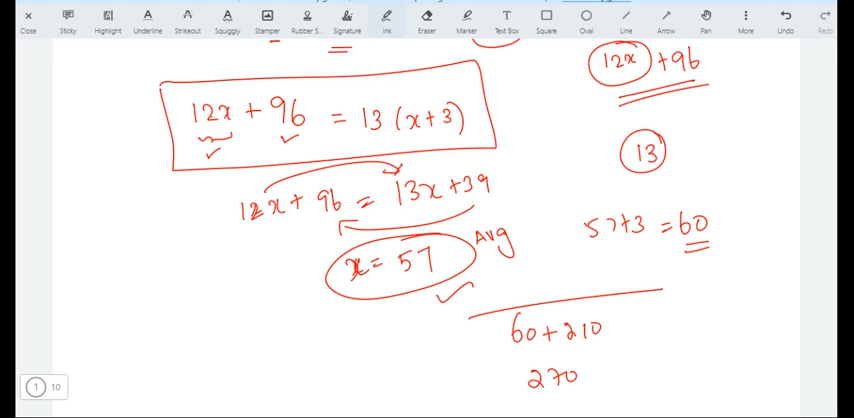 Close Sticky Highlight Underline Strikeout Squiggly Stamper Rubber S... Signature Ink Eraser Marker Text Box Square Oval Line Arrow Pan More Undo Redo
12x + 96 = 13 (x+3)
12x + 96 = 13x + 39
x = 57 Avg
12x + 96
13
57+3 = 60
60 + 210
270
1 10